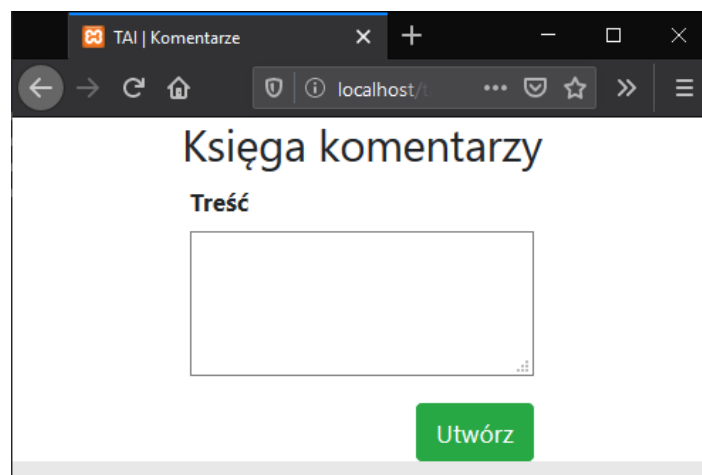 TAI | Komentarze
localhost/t
Księga komentarzy
Treść
Utwórz